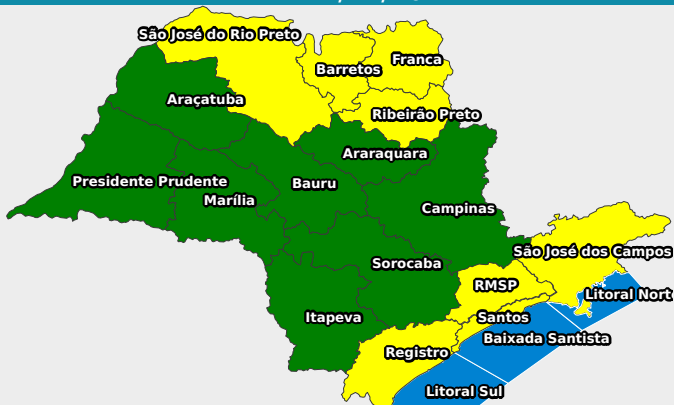 São José do Rio Preto
Franca
Barretos
Araçatuba
Ribeirão Preto
Araraquara
Presidente Prudente
Bauru
Marília
Campinas
São José dos Campos
Sorocaba
RMSP
Litoral Nort
Itapeva
Santos
Baixada Santista
Registro
Litoral Sul